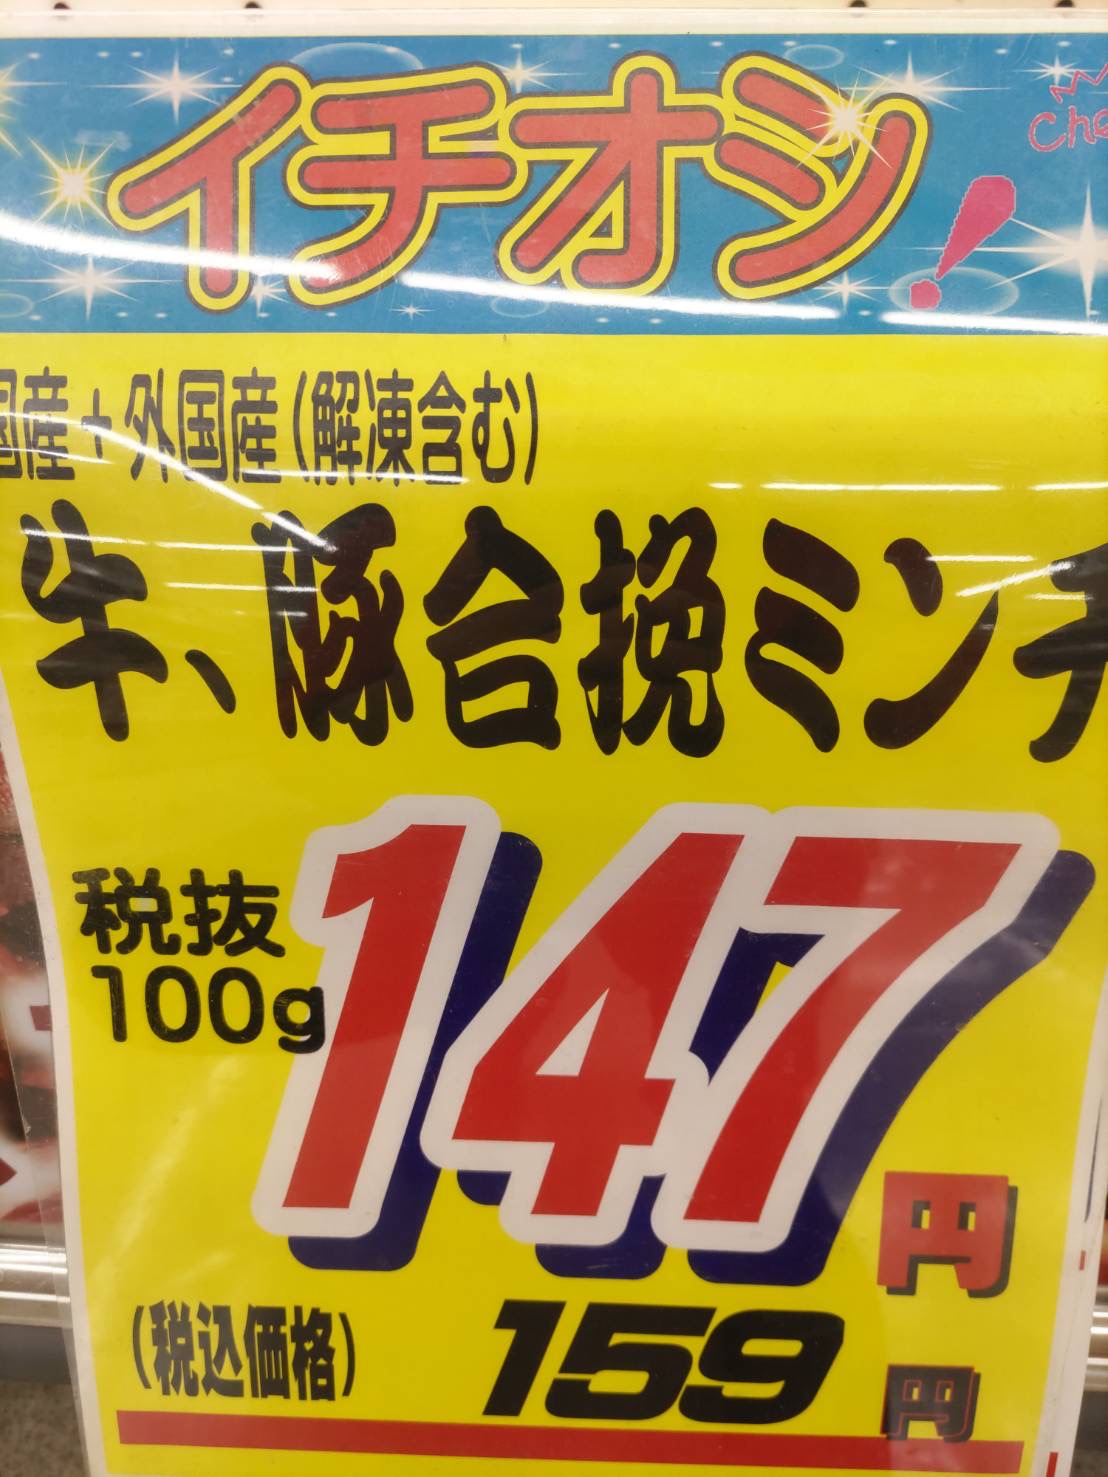 イチオシ!
Che
国産+外国産(解凍含む)
牛、豚合挽ミンチ
税抜
100g
147円
(税込価格) 159円